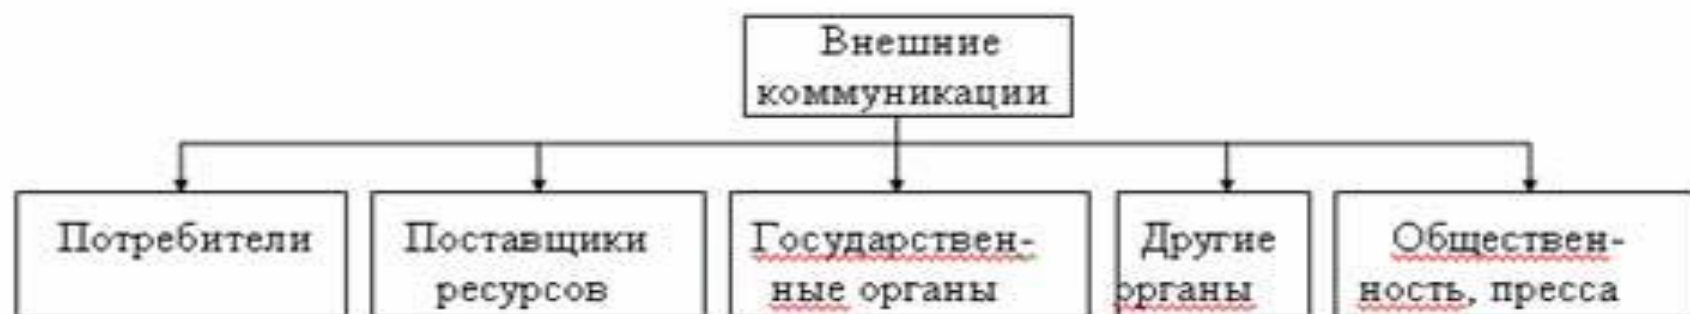 Внешние
коммуникации
Потребители
Поставщики
ресурсов
Государствен-
ные органы
Другие
органы
Обществен-
ность, пресса